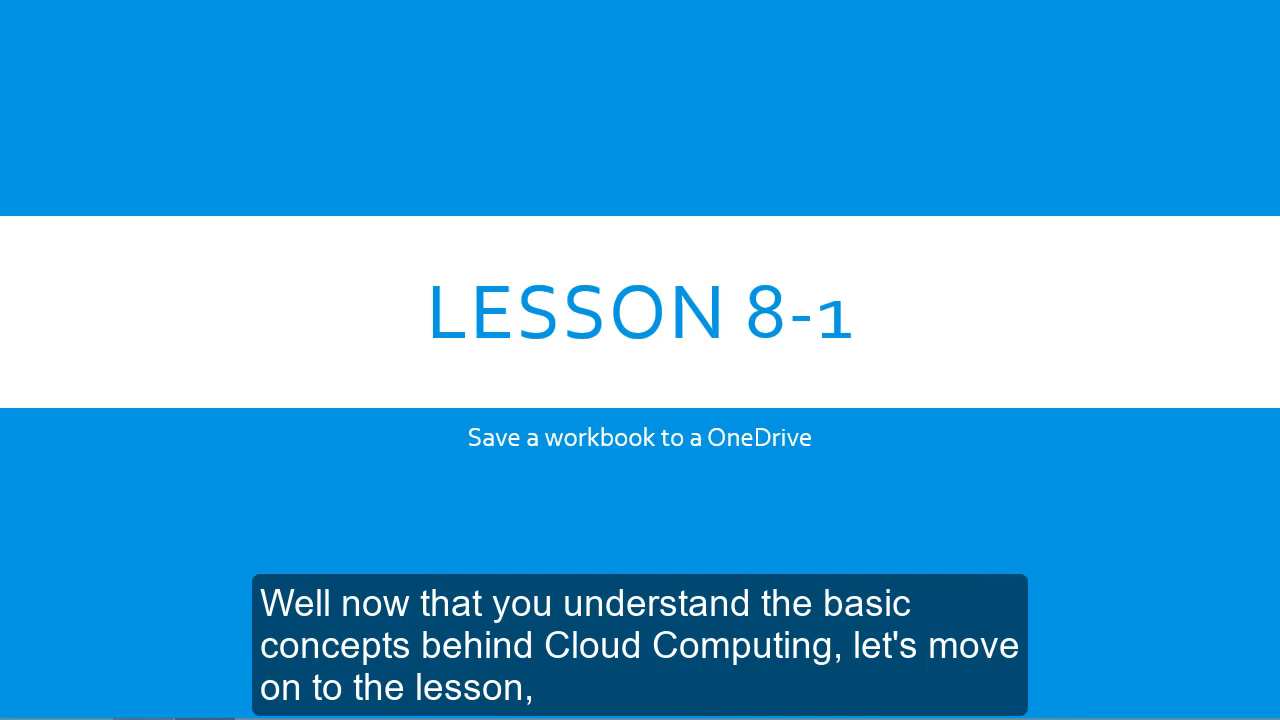 LESSON 8-1
Save a workbook to a OneDrive
Well now that you understand the basic
concepts behind Cloud Computing, let's move
on to the lesson,